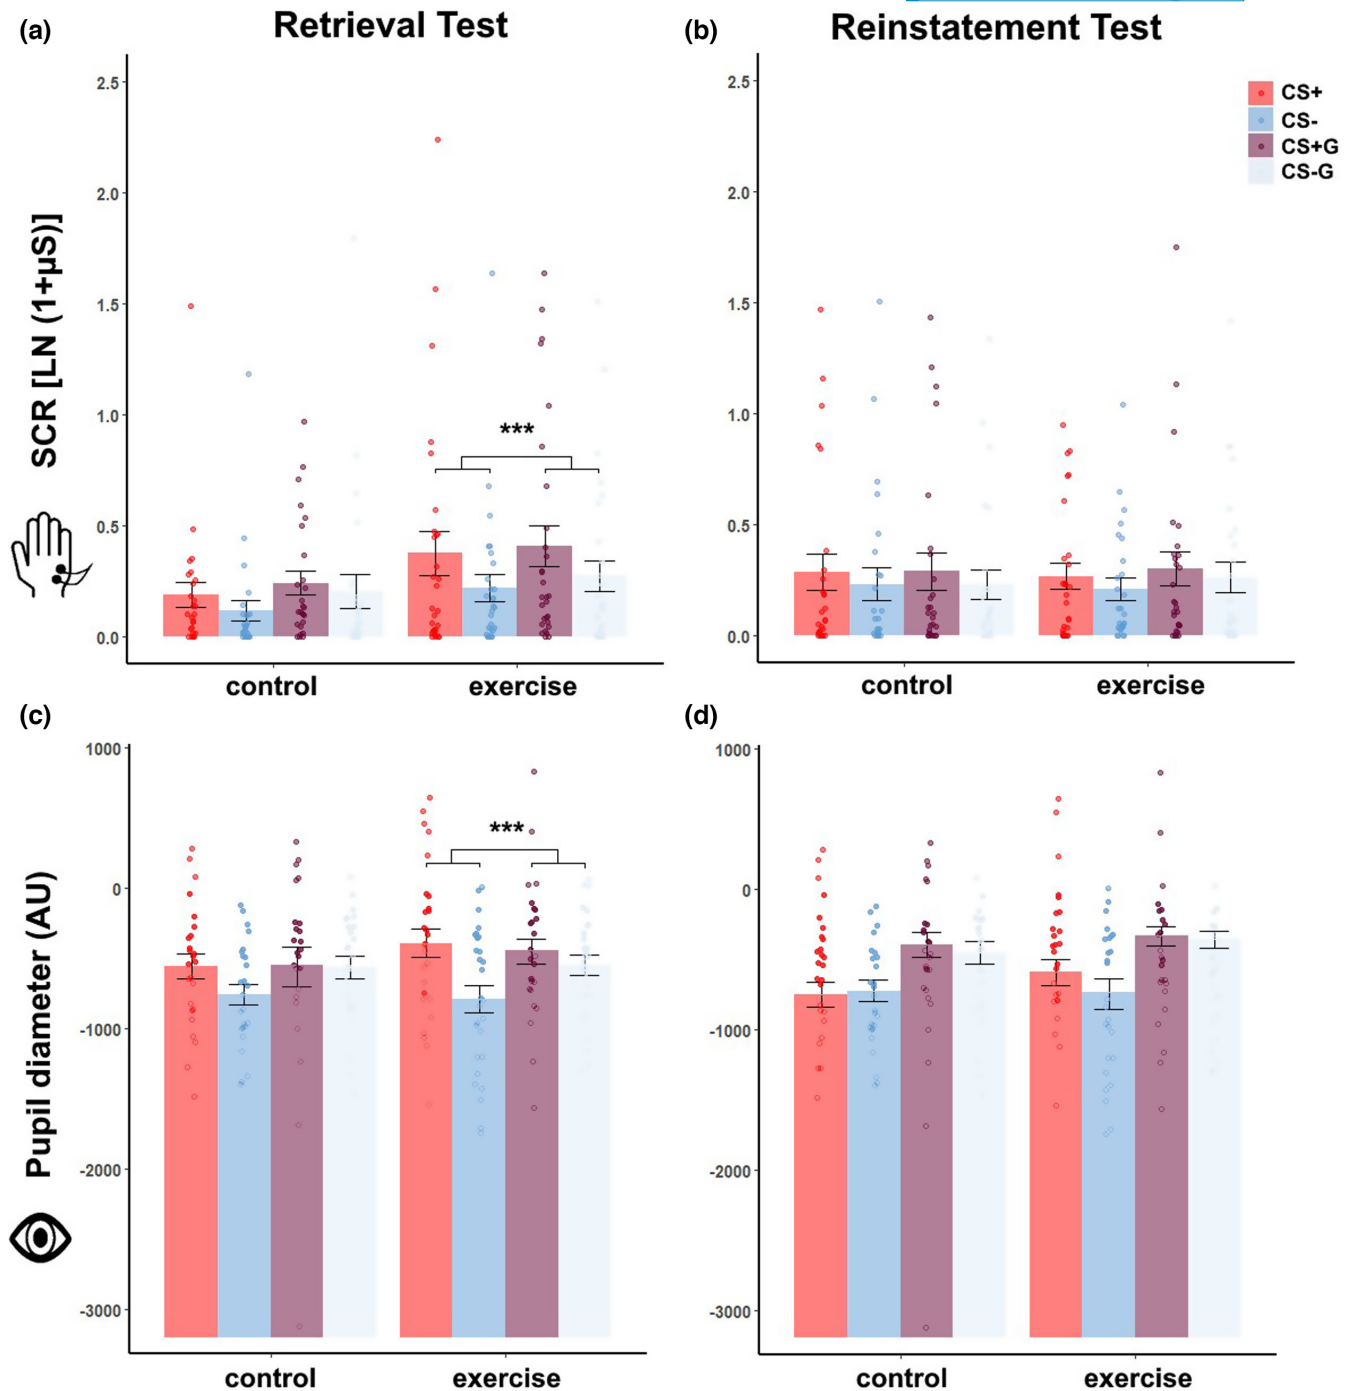 (a)
Retrieval Test
(b)
Reinstatement Test
SCR [LN (1+µS)]
2.5
2.0
1.5
1.0
0.5
0.0
***
control
exercise
2.5
2.0
1.5
1.0
0.5
0.0
CS+
CS-
CS+G
CS-G
control
exercise
(c)
(d)
Pupil diameter (AU)
1000
0
-1000
-2000
-3000
***
control
exercise
1000
0
-1000
-2000
-3000
control
exercise